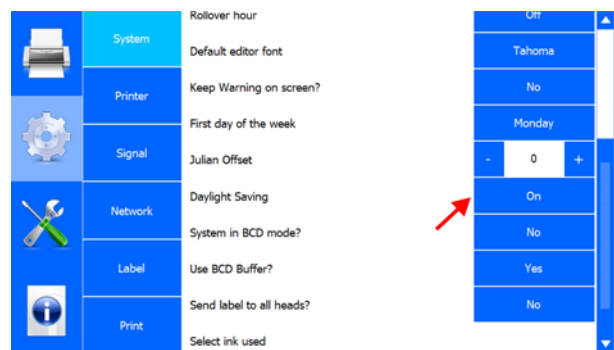 Rollover hour Off
System
Default editor font Tahoma
Printer
Keep Warning on screen? No
First day of the week Monday
Signal
Julian Offset - 0 +
Daylight Saving On
Network
System in BCD mode? No
Label
Use BCD Buffer? Yes
Send label to all heads? No
Print
Select ink used